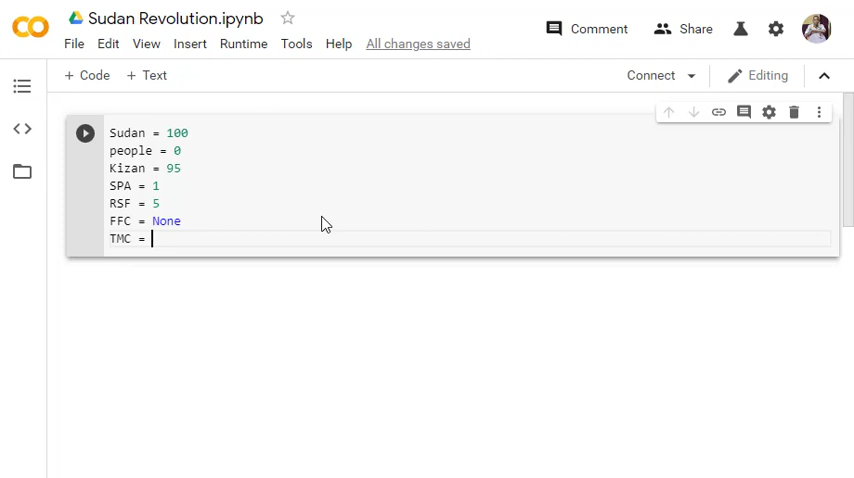 Sudan Revolution.ipynb
Comment
Share
File Edit View Insert Runtime Tools Help All changes saved
+ Code + Text
Connect
Editing
Sudan = 100
people = 0
Kizan = 95
SPA = 1
RSF = 5
FFC = None
TMC =